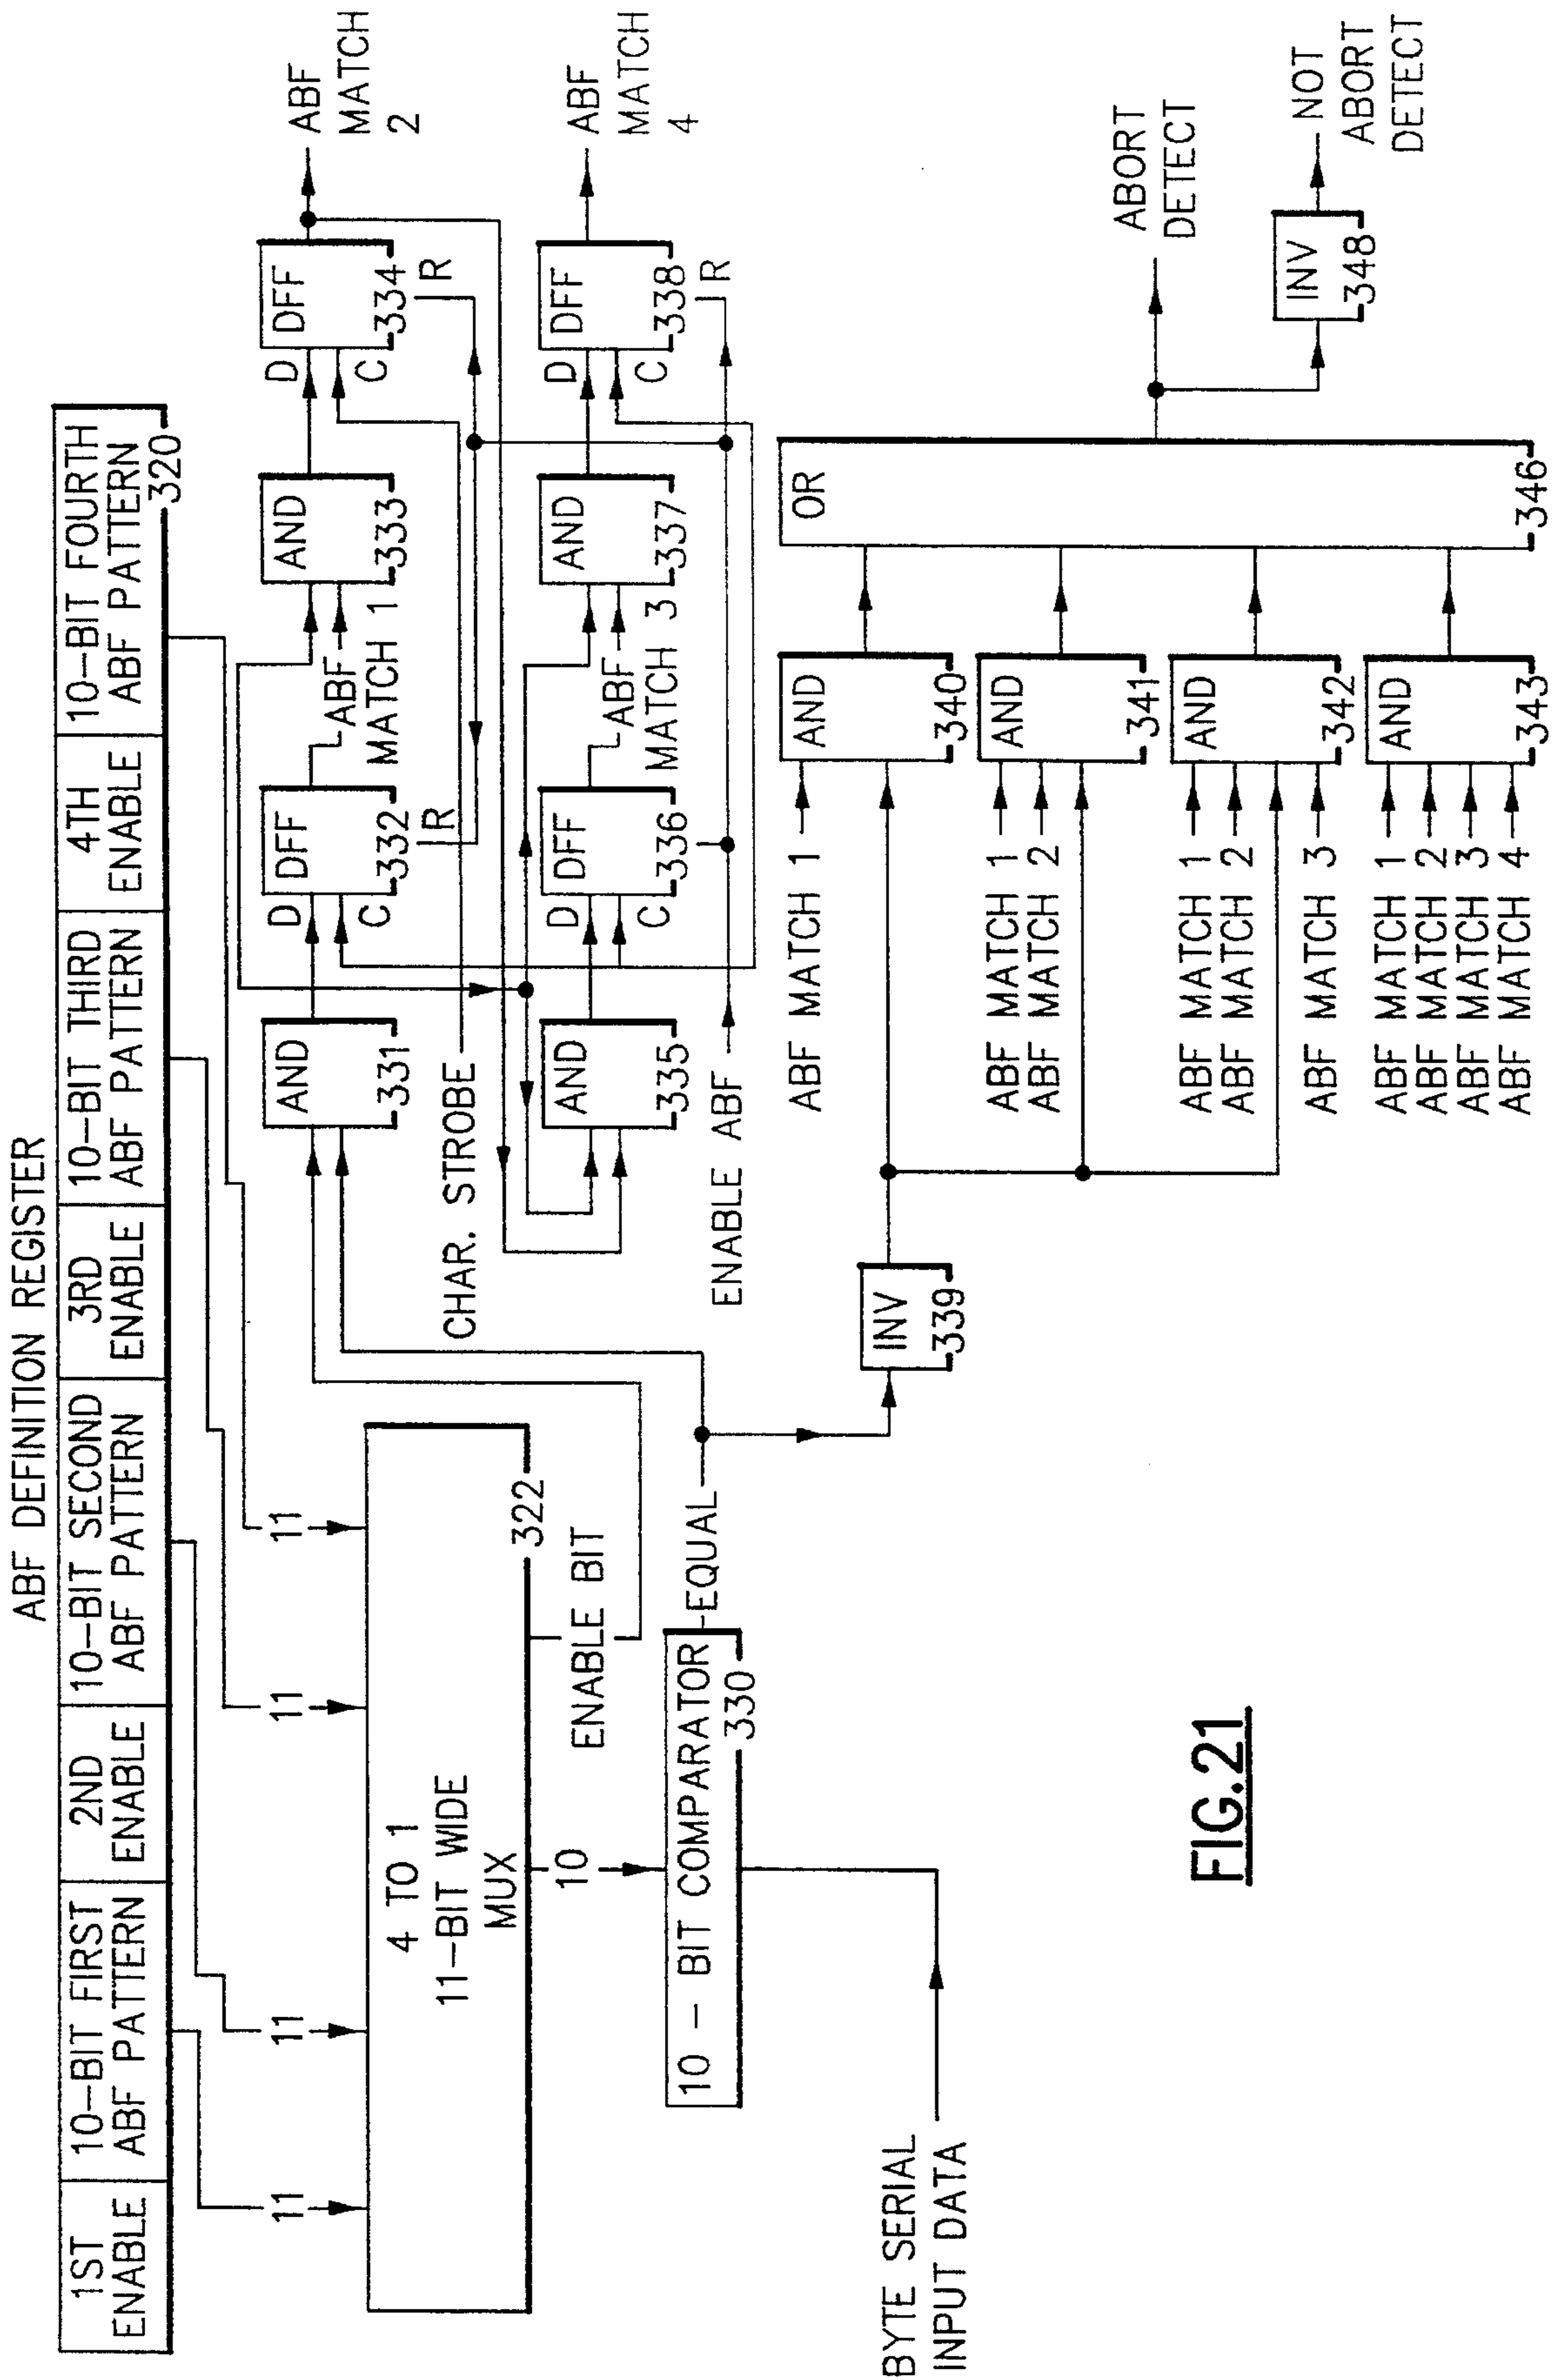 ABF DEFINITION REGISTER
1ST
ENABLE
10-BIT FIRST
ABF PATTERN
2ND
ENABLE
10-BIT SECOND
ABF PATTERN
3RD
ENABLE
10-BIT THIRD
ABF PATTERN
4TH
ENABLE
10-BIT FOURTH
ABF PATTERN
320
11
11
11
11
4 TO 1
11-BIT WIDE
MUX
322
10
ENABLE BIT
10 - BIT COMPARATOR
330
EQUAL
BYTE SERIAL
INPUT DATA
AND
331
D
C
DFF
332
R
ABF
MATCH 1
AND
333
D
C
DFF
334
R
ABF
MATCH
2
CHAR. STROBE
AND
335
D
C
DFF
336
ABF
MATCH 3
AND
337
D
C
DFF
338
R
ABF
MATCH
4
ENABLE ABF
INV
339
ABF MATCH 1
AND
340
ABF MATCH 1
ABF MATCH 2
AND
341
ABF MATCH 1
ABF MATCH 2
ABF MATCH 3
AND
342
ABF MATCH 1
ABF MATCH 2
ABF MATCH 3
ABF MATCH 4
AND
343
OR
346
ABORT
DETECT
INV
348
NOT
ABORT
DETECT
FIG.21